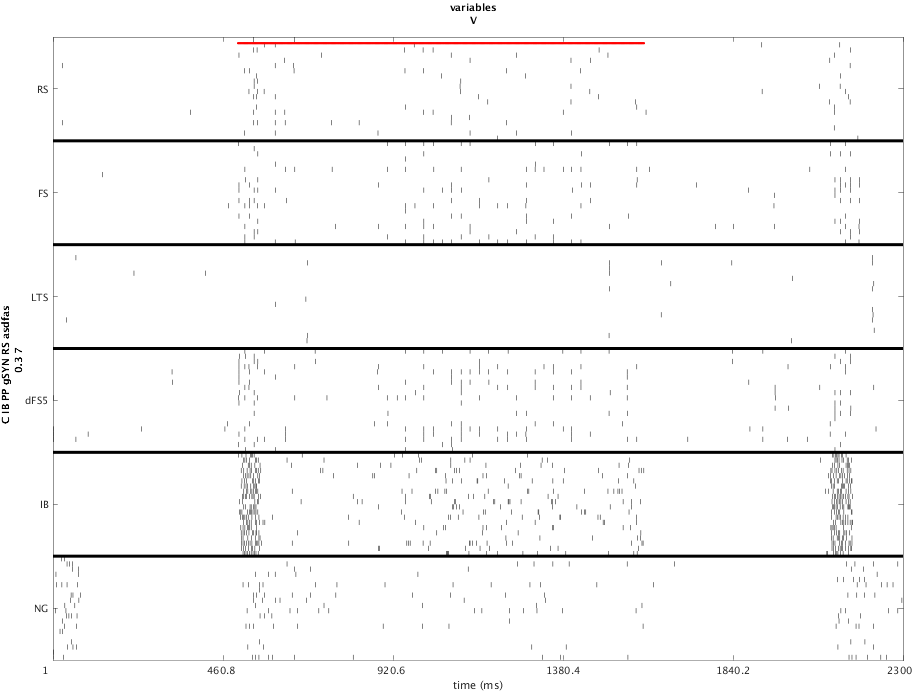 variables
V
RS
FS
LTS
dFS5
IB
NG
C IB PP gSYN RS asdfas
0.3 7
1
460.8
920.6
1380.4
1840.2
2300
time (ms)